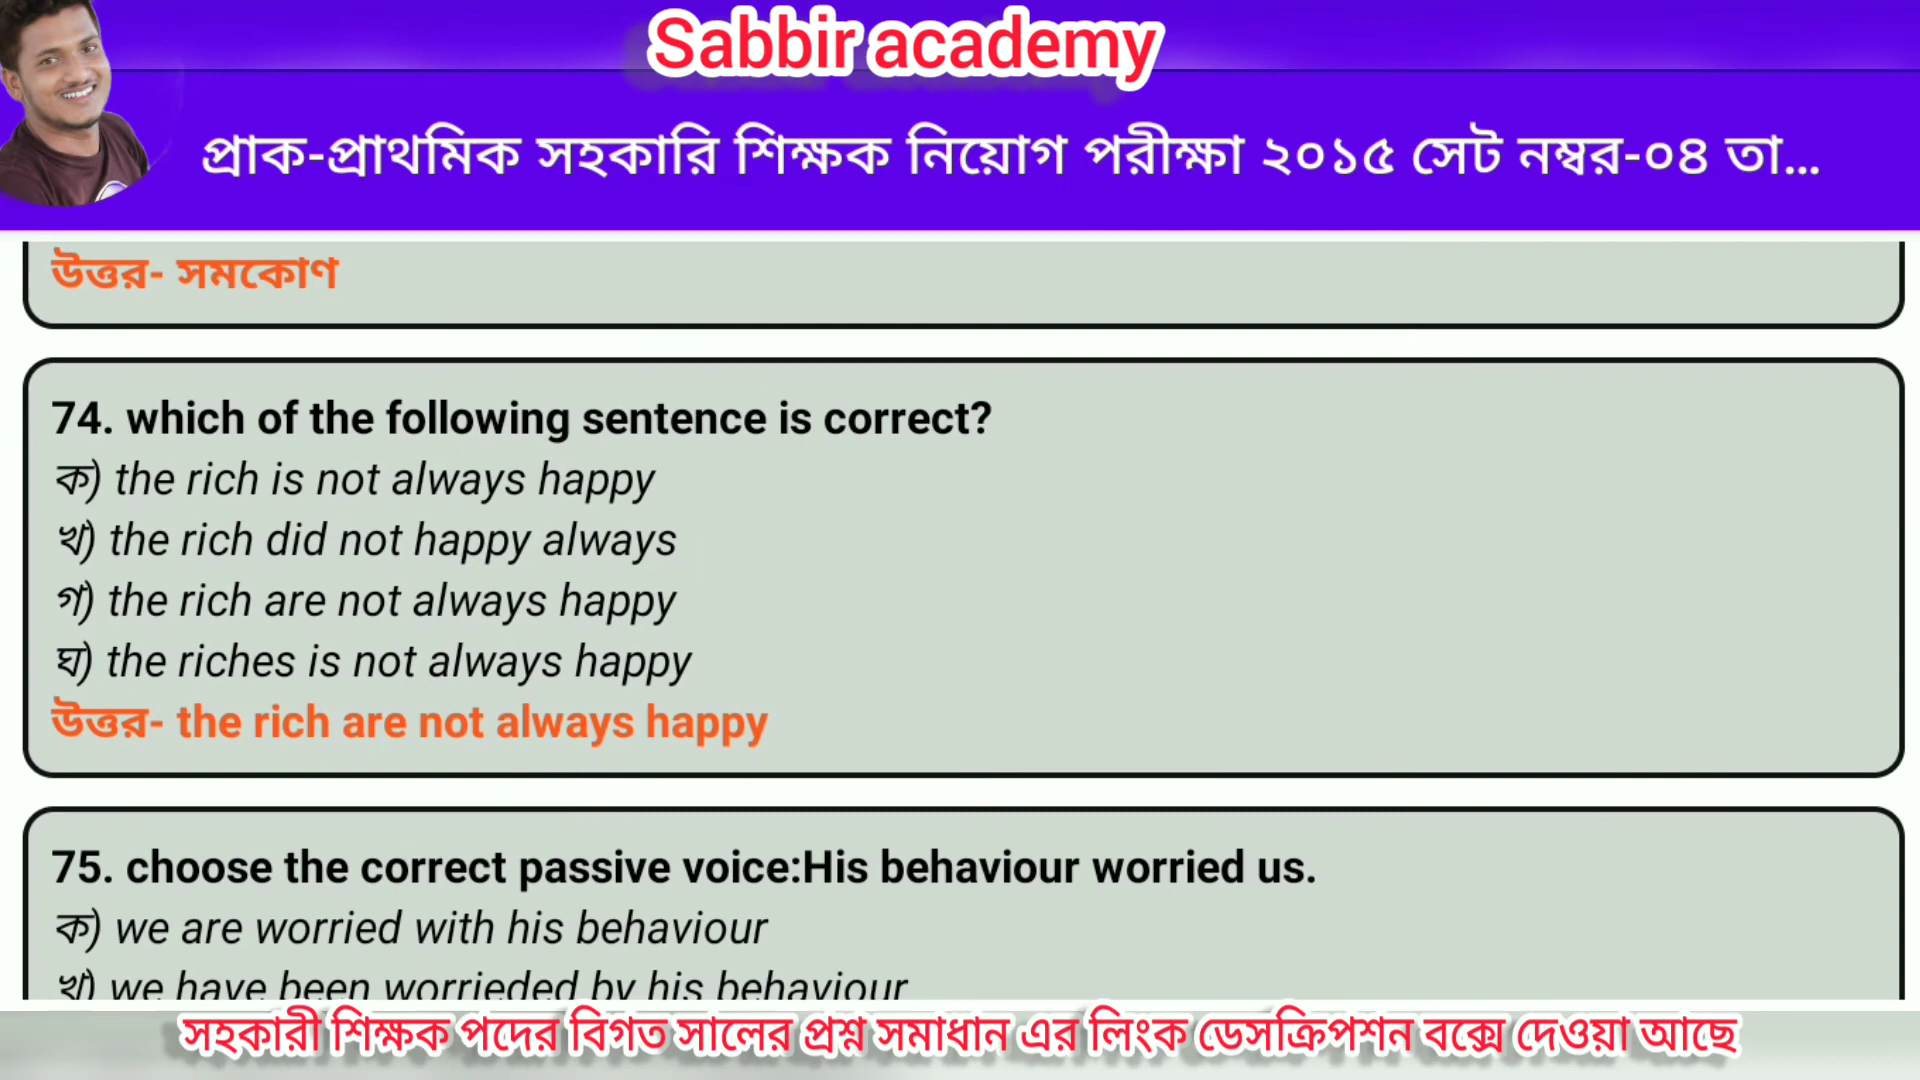 Sabbir academy
প্রাক-প্রাথমিক সহকারি শিক্ষক নিয়োগ পরীক্ষা ২০১৫ সেট নম্বর-০৪ তা...
উত্তর- সমকোণ
74. which of the following sentence is correct?
ক) the rich is not always happy
খ) the rich did not happy always
গ) the rich are not always happy
ঘ) the riches is not always happy
উত্তর- the rich are not always happy
75. choose the correct passive voice:His behaviour worried us.
ক) we are worried with his behaviour
খ) we have been worrieded by his behaviour
সহকারী শিক্ষক পদের বিগত সালের প্রশ্ন সমাধান এর লিংক ডেসক্রিপশন বক্সে দেওয়া আছে